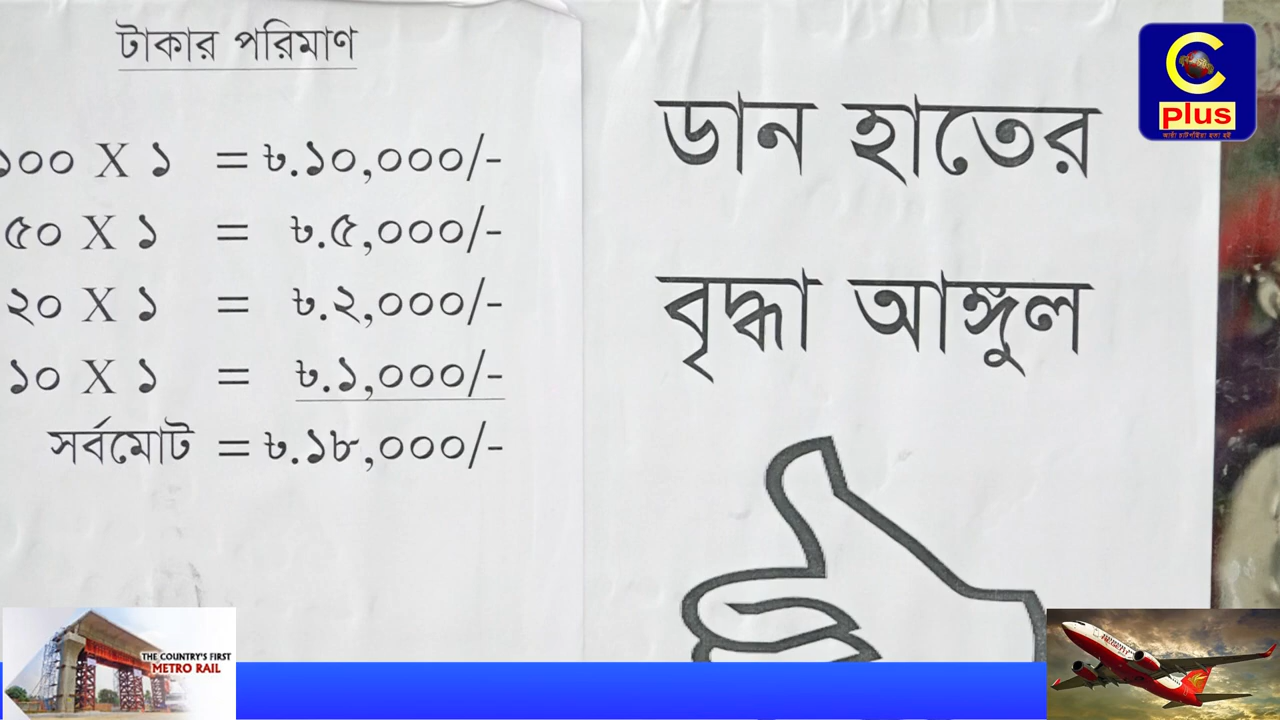 টাকার পরিমাণ
১০০ X ১ = ৳.১০,০০০/-
৫০ X ১ = ৳.৫,০০০/-
২০ X ১ = ৳.২,০০০/-
১০ X ১ = ৳.১,০০০/-
সর্বমোট = ৳.১৮,০০০/-
ডান হাতের
বৃদ্ধা আঙ্গুল
C
plus
THE COUNTRY'S FIRST
METRO RAIL